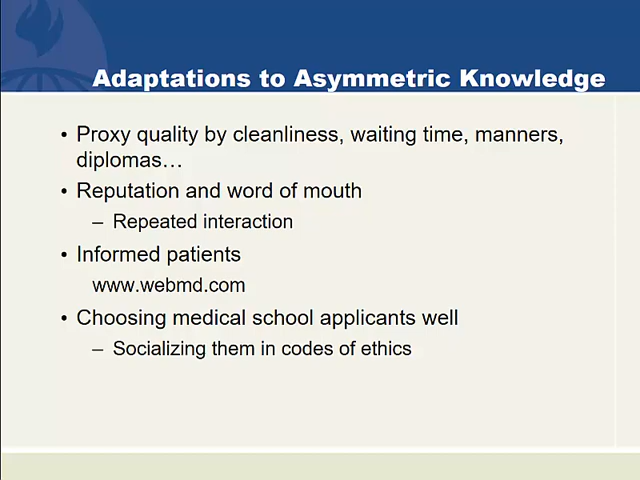 Adaptations to Asymmetric Knowledge
• Proxy quality by cleanliness, waiting time, manners,
diplomas…
• Reputation and word of mouth
– Repeated interaction
• Informed patients
www.webmd.com
• Choosing medical school applicants well
– Socializing them in codes of ethics